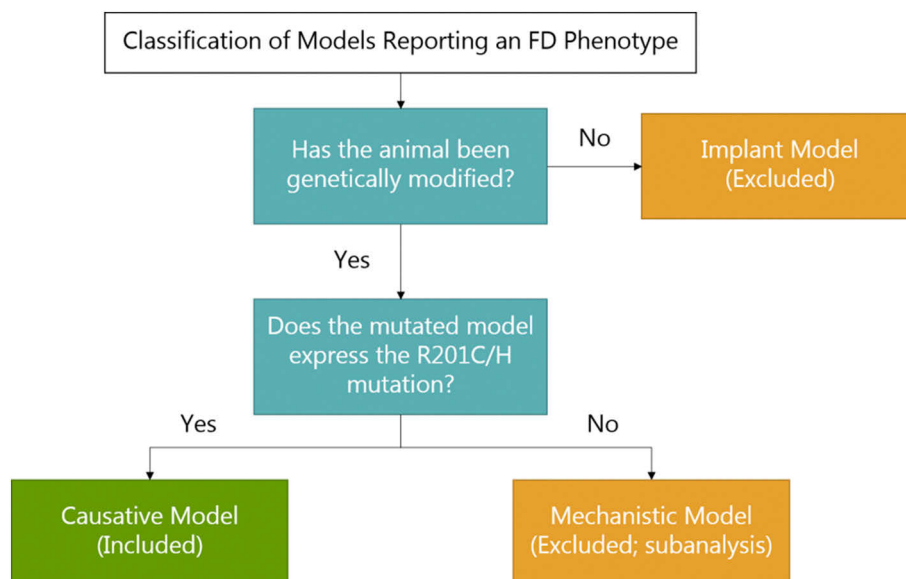 Classification of Models Reporting an FD Phenotype
Has the animal been
genetically modified?
No
Implant Model
(Excluded)
Yes
Does the mutated model
express the R201C/H
mutation?
Yes
No
Causative Model
(Included)
Mechanistic Model
(Excluded; subanalysis)